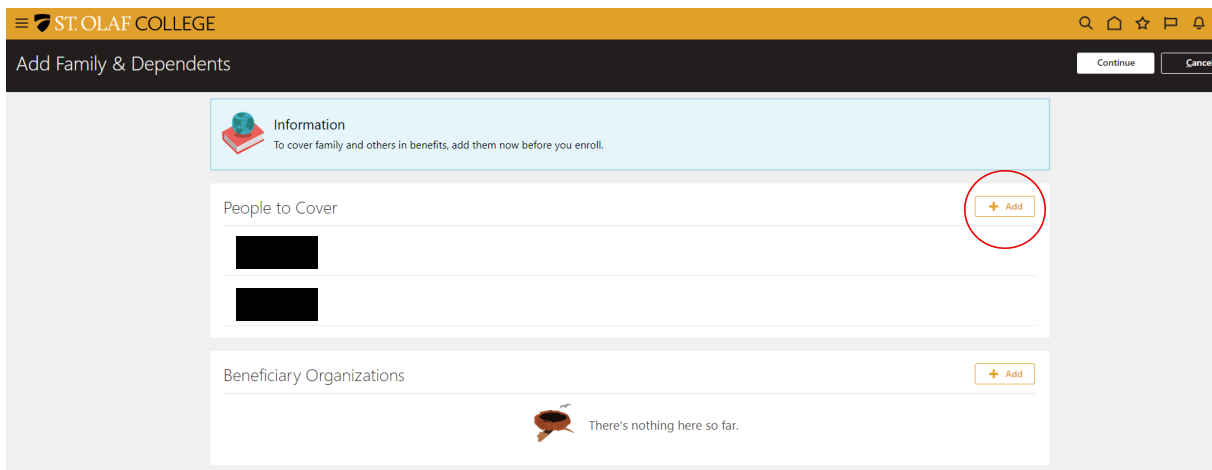 ST. OLAF COLLEGE
Add Family & Dependents
Continue
Cancel
Information
To cover family and others in benefits, add them now before you enroll.
People to Cover
+ Add
Beneficiary Organizations
+ Add
There's nothing here so far.